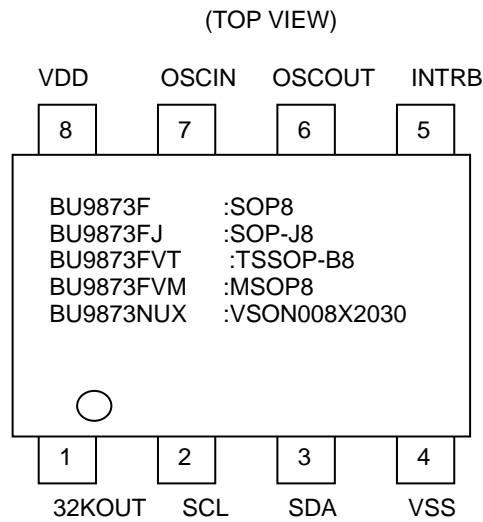 (TOP VIEW)
VDD OSCIN OSCOUT INTRB
8 7 6 5
BU9873F :SOP8
BU9873FJ :SOP-J8
BU9873FVT :TSSOP-B8
BU9873FVM :MSOP8
BU9873NUX :VSON008X2030
1 2 3 4
32KOUT SCL SDA VSS